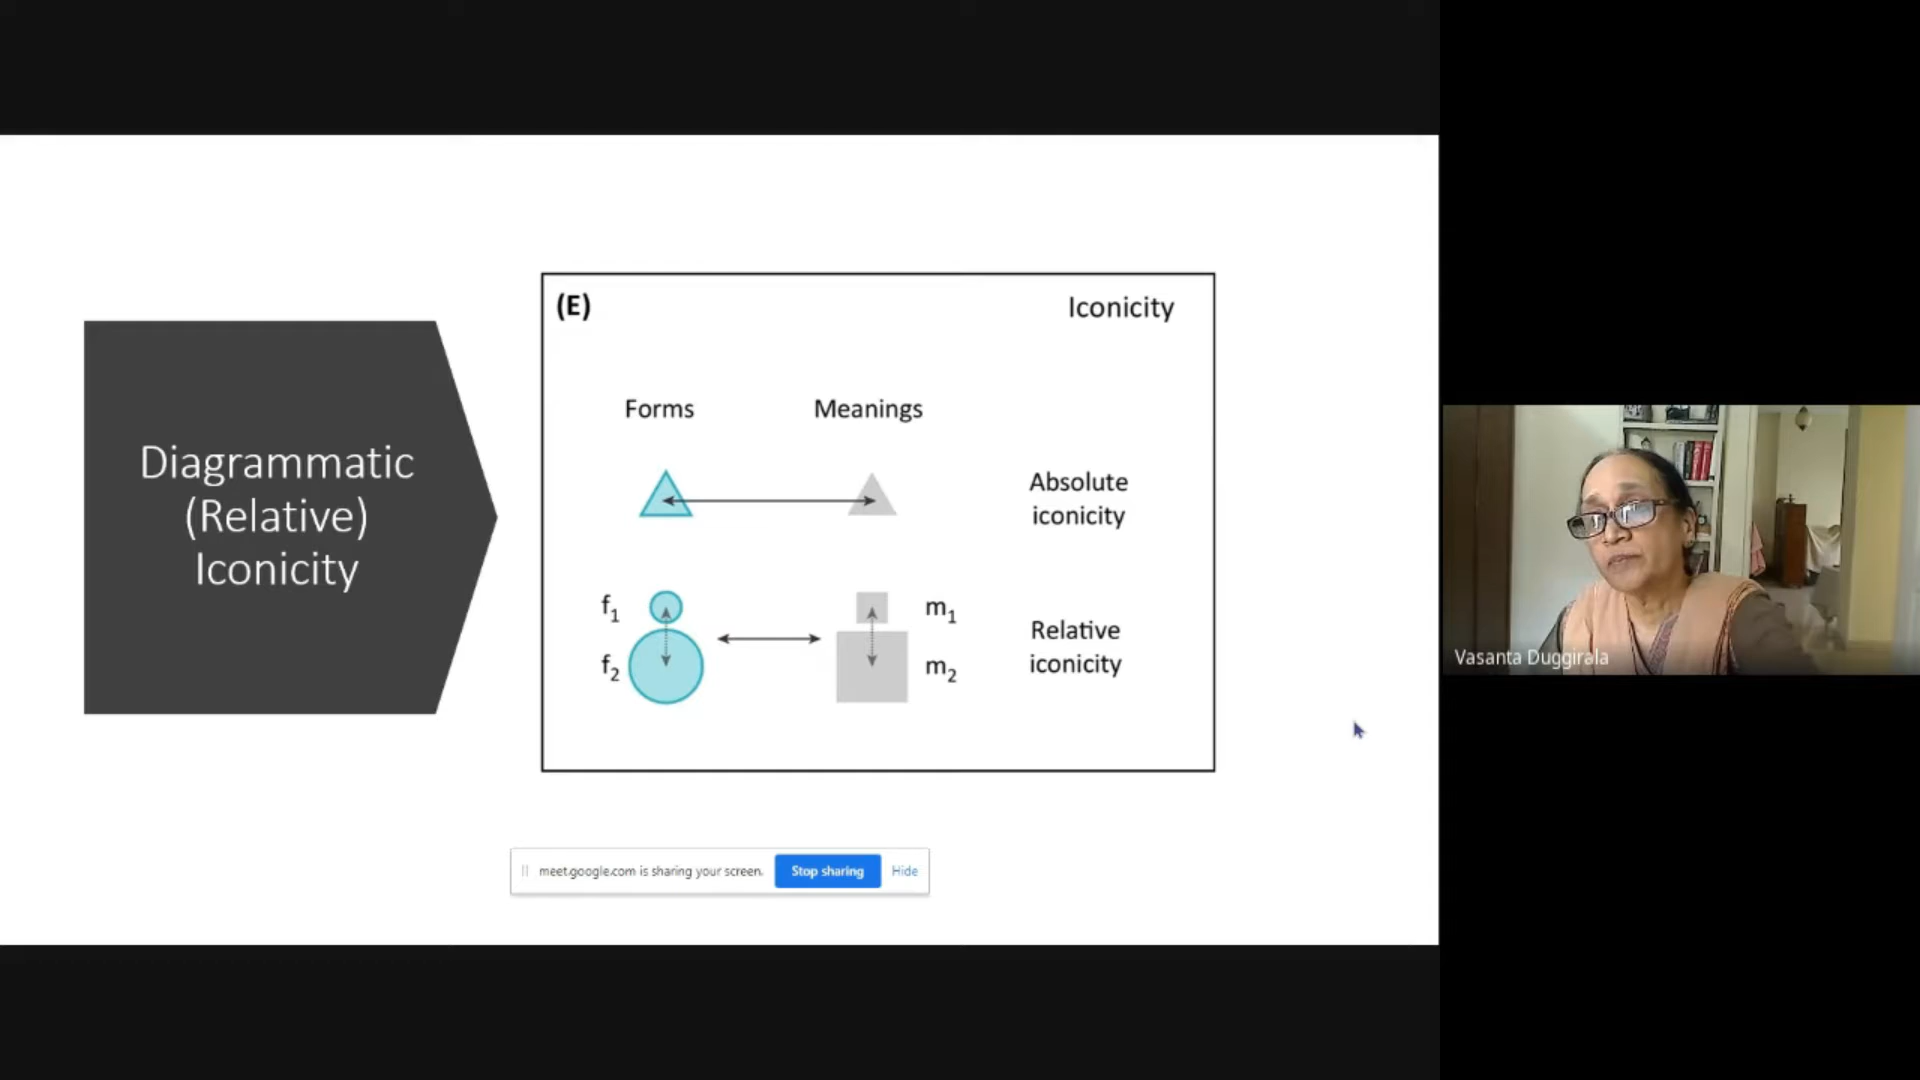 Diagrammatic
(Relative)
Iconicity
(E)
Iconicity
Forms
Meanings
Absolute
iconicity
f1
m1
f2
m2
Relative
iconicity
meet.google.com is sharing your screen.
Stop sharing
Hide
Vasanta Duggirala